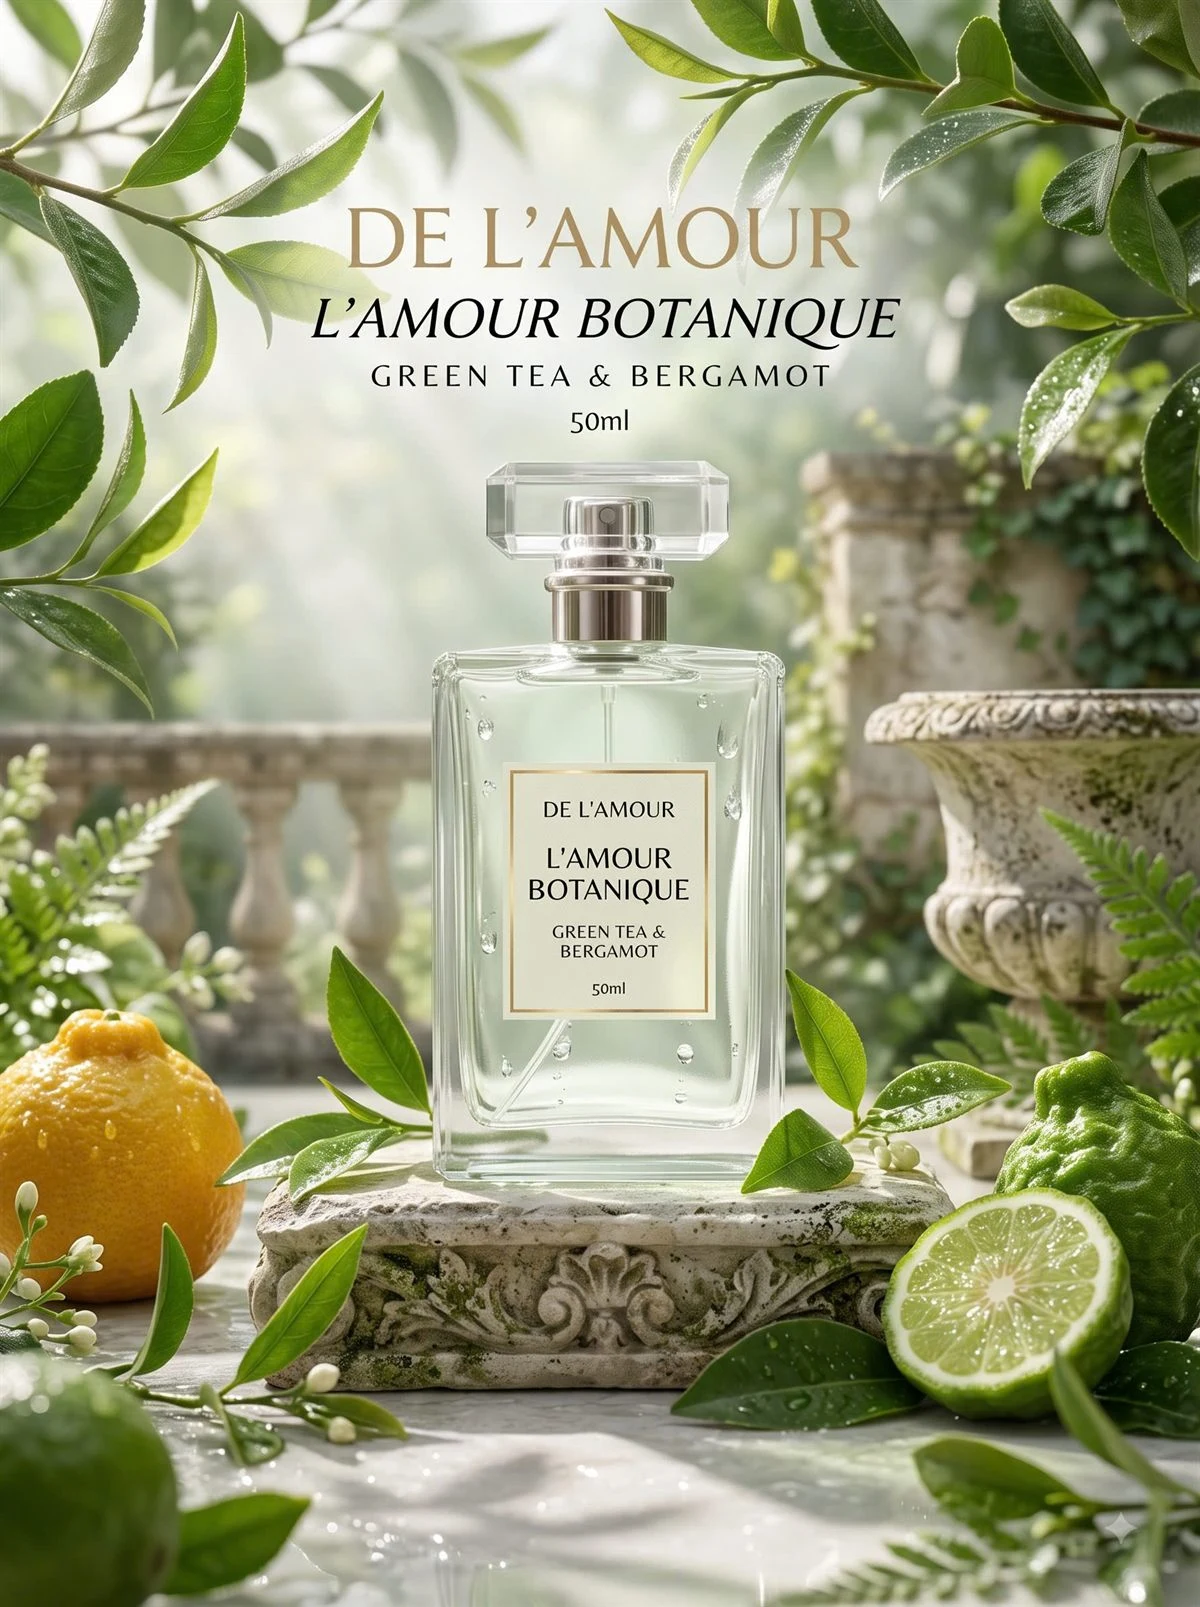 DE L’AMOUR
L’AMOUR BOTANIQUE
GREEN TEA & BERGAMOT
50ml
DE L'AMOUR
L'AMOUR
BOTANIQUE
GREEN TEA &
BERGAMOT
50ml